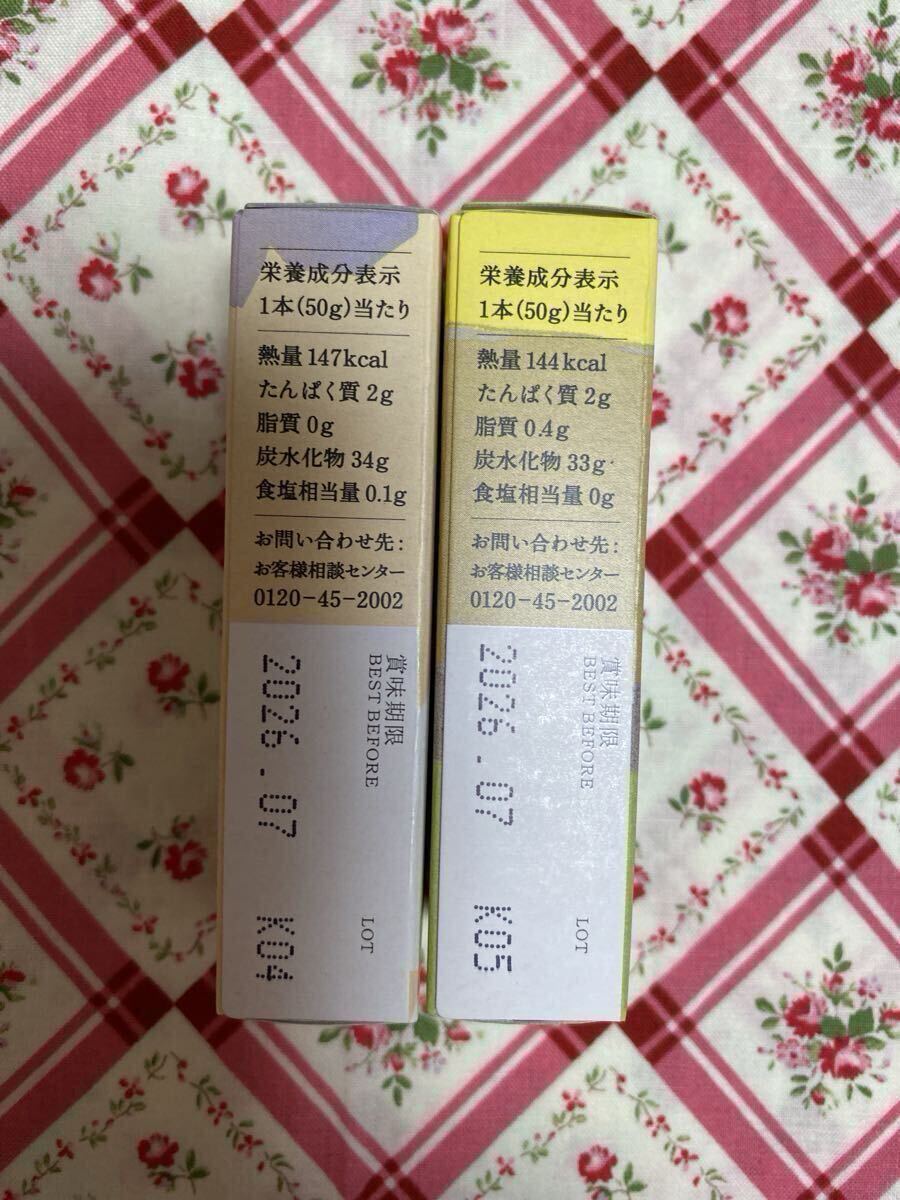 栄養成分表示
1本(50g)当たり
熱量 147kcal
たんぱく質 2g
脂質 0g
炭水化物 34g
食塩相当量 0.1g
お問い合わせ先:
お客様相談センター
0120-45-2002
賞味期限
BEST BEFORE
2026.07
LOT
K04
栄養成分表示
1本(50g)当たり
熱量 144kcal
たんぱく質 2g
脂質 0.4g
炭水化物 33g
食塩相当量 0g
お問い合わせ先:
お客様相談センター
0120-45-2002
賞味期限
BEST BEFORE
2026.07
LOT
K05